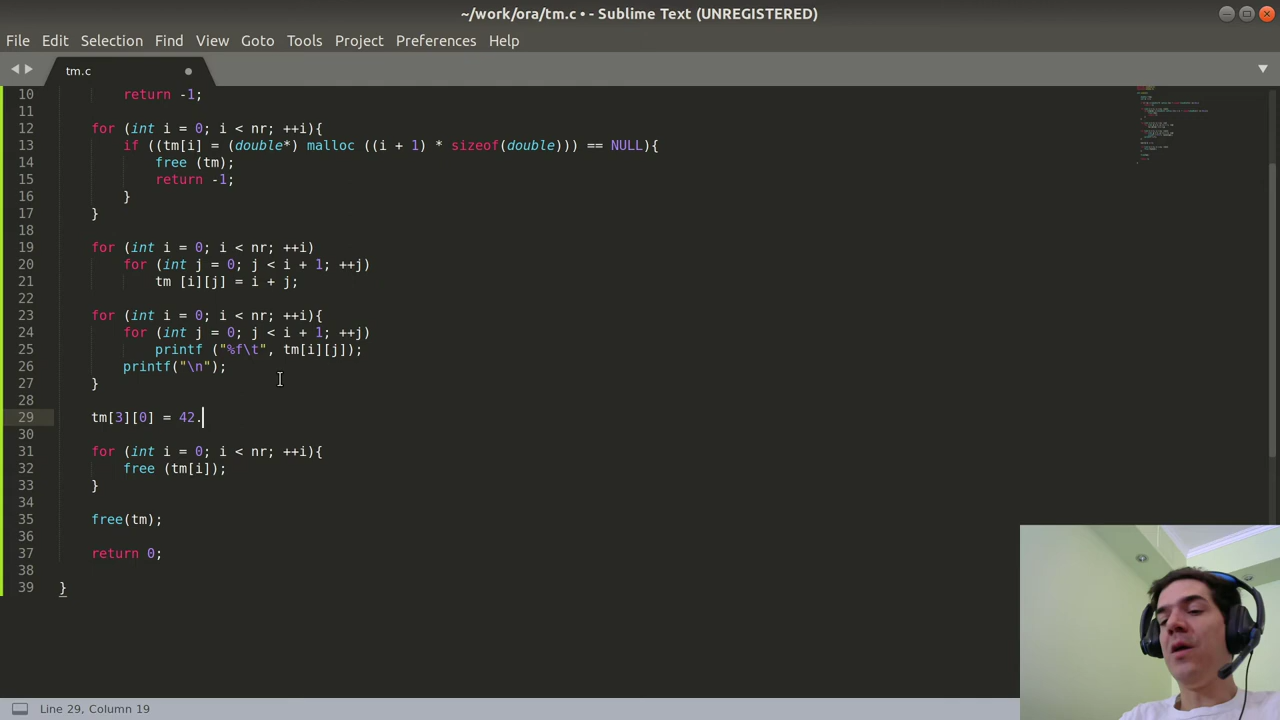 ~/work/ora/tm.c • - Sublime Text (UNREGISTERED)
File Edit Selection Find View Goto Tools Project Preferences Help
tm.c
10 return -1;
11
12 for (int i = 0; i < nr; ++i){
13 if ((tm[i] = (double*) malloc ((i + 1) * sizeof(double))) == NULL){
14 free (tm);
15 return -1;
16 }
17 }
18
19 for (int i = 0; i < nr; ++i)
20 for (int j = 0; j < i + 1; ++j)
21 tm [i][j] = i + j;
22
23 for (int i = 0; i < nr; ++i){
24 for (int j = 0; j < i + 1; ++j)
25 printf ("%f\t", tm[i][j]);
26 printf("\n");
27 }
28
29 tm[3][0] = 42.
30
31 for (int i = 0; i < nr; ++i){
32 free (tm[i]);
33 }
34
35 free(tm);
36
37 return 0;
38
39 }
Line 29, Column 19